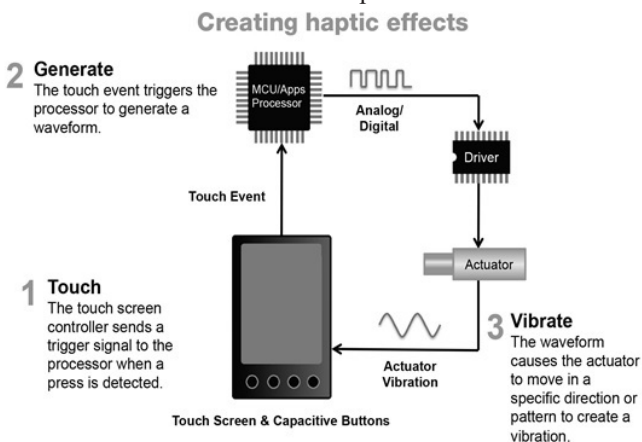 Creating haptic effects
2 Generate
The touch event triggers the
processor to generate a
waveform.
MCU/Apps
Processor
Analog/
Digital
Driver
Touch Event
Actuator
1 Touch
The touch screen
controller sends a
trigger signal to the
processor when a
press is detected.
3 Vibrate
The waveform
causes the actuator
to move in a
specific direction or
pattern to create a
vibration.
Actuator
Vibration
Touch Screen & Capacitive Buttons